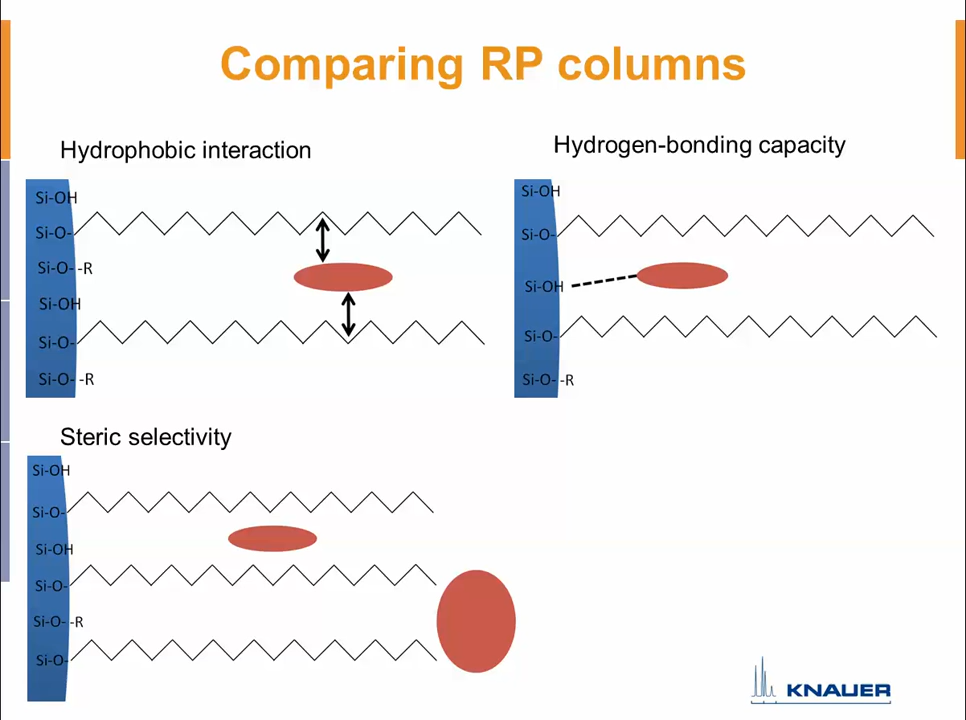 Comparing RP columns
Hydrophobic interaction
Si-OH
Si-O-
Si-O- -R
Si-OH
Si-O-
Si-O- -R
Hydrogen-bonding capacity
Si-OH
Si-O-
Si-OH
Si-O-
Si-O- -R
Steric selectivity
Si-OH
Si-O-
Si-OH
Si-O-
Si-O- -R
Si-O-
KNAUER